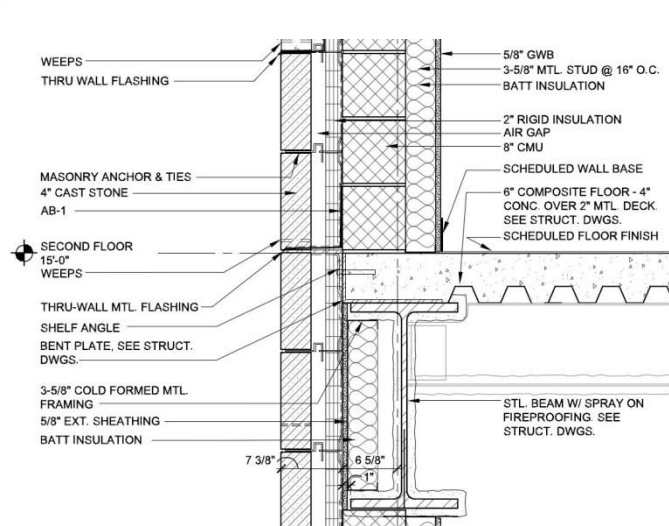 WEEPS
THRU WALL FLASHING
MASONRY ANCHOR & TIES
4" CAST STONE
AB-1
SECOND FLOOR
15'-0"
WEEPS
THRU-WALL MTL. FLASHING
SHELF ANGLE
BENT PLATE, SEE STRUCT.
DWGS.
3-5/8" COLD FORMED MTL.
FRAMING
5/8" EXT. SHEATHING
BATT INSULATION
7 3/8"
6 5/8"
1"
5/8" GWB
3-5/8" MTL. STUD @ 16" O.C.
BATT INSULATION
2" RIGID INSULATION
AIR GAP
8" CMU
SCHEDULED WALL BASE
6" COMPOSITE FLOOR - 4"
CONC. OVER 2" MTL. DECK.
SEE STRUCT. DWGS.
SCHEDULED FLOOR FINISH
STL. BEAM W/ SPRAY ON
FIREPROOFING. SEE
STRUCT. DWGS.